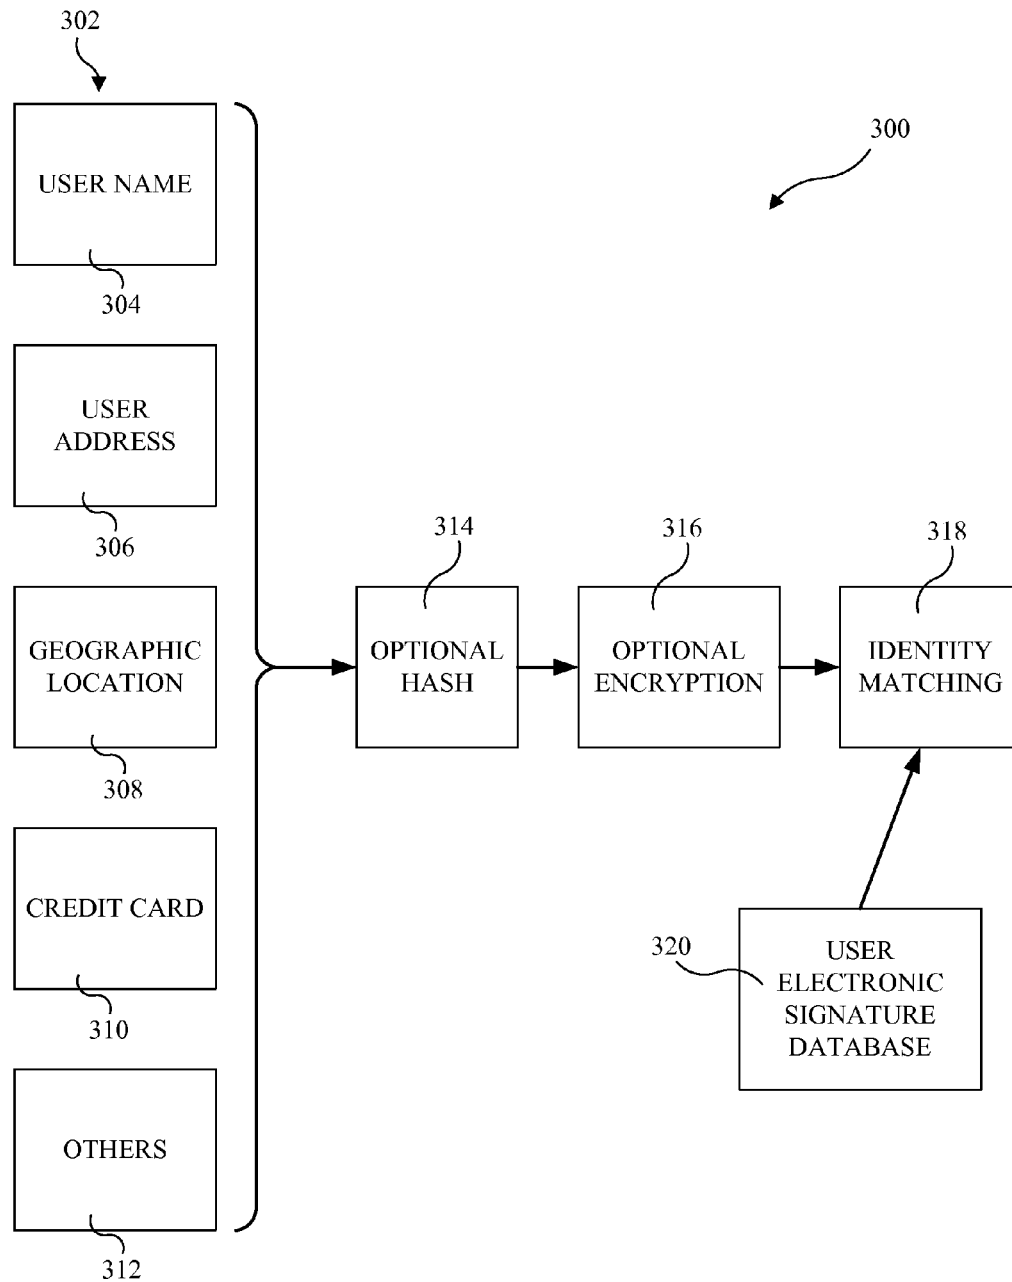 302
300
USER NAME
304
USER
ADDRESS
306
GEOGRAPHIC
LOCATION
308
CREDIT CARD
310
OTHERS
312
314
OPTIONAL
HASH
316
OPTIONAL
ENCRYPTION
318
IDENTITY
MATCHING
320
USER
ELECTRONIC
SIGNATURE
DATABASE